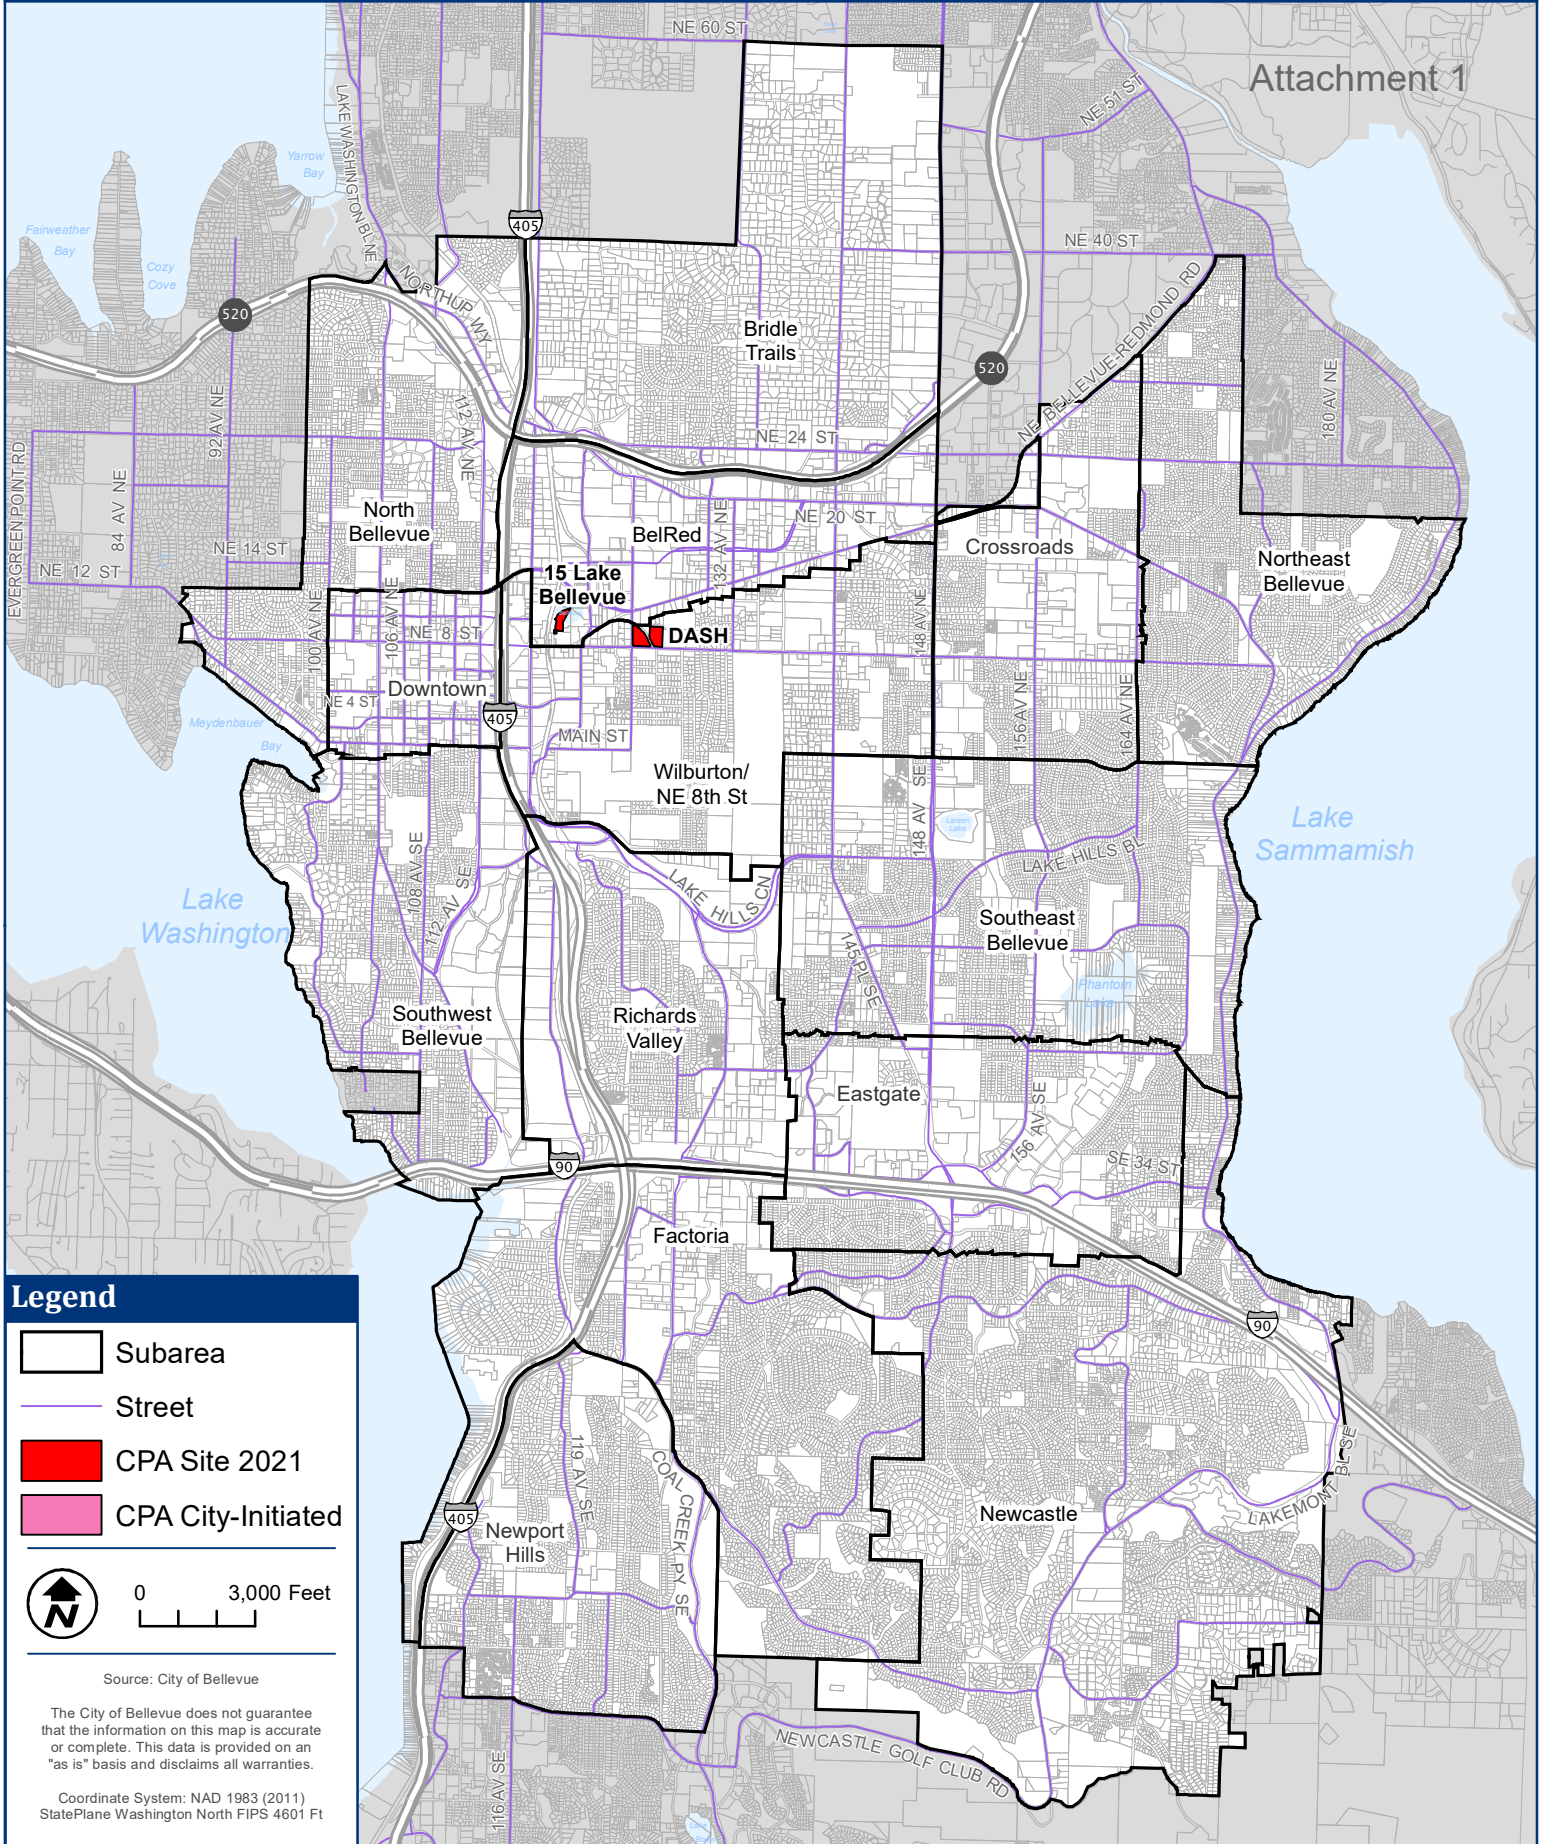 Attachment 1
NE 60 ST
NE 51 ST
LAKE WASHINGTON BL NE
Yarrow
Bay
Fairweather
Bay
Cozy
Cove
405
NE 40 ST
NORTHUP WY
520
Bridle
Trails
520
NE BELLEVUE-REDMOND RD
180 AV NE
92 AV NE
112 AV NE
NE 24 ST
EVERGREEN POINT RD
84 AV NE
North
Bellevue
NE 20 ST
132 AV NE
BelRed
NE 14 ST
NE 12 ST
Crossroads
Northeast
Bellevue
15 Lake
Bellevue
100 AV NE
106 AV NE
NE 8 ST
DASH
148 AV NE
NE 4 ST
Downtown
405
156 AV NE
164 AV NE
Meydenbauer
Bay
MAIN ST
Wilburton/
NE 8th St
148 AV SE
Larsen
Lake
Lake
Sammamish
108 AV SE
112 AV SE
LAKE HILLS CN
LAKE HILLS BL
Lake
Washington
Southeast
Bellevue
145 PL SE
Phantom
Lake
Southwest
Bellevue
Richards
Valley
Eastgate
156 AV SE
SE 34 ST
90
Factoria
90
Legend
Subarea
Street
CPA Site 2021
CPA City-Initiated
0 3,000 Feet
N
119 AV SE
COAL CREEK PY SE
405
Newport
Hills
Newcastle
LAKEMONT BL SE
NEWCASTLE GOLF CLUB RD
116 AV SE
Source: City of Bellevue
The City of Bellevue does not guarantee
that the information on this map is accurate
or complete. This data is provided on an
"as is" basis and disclaims all warranties.
Coordinate System: NAD 1983 (2011)
StatePlane Washington North FIPS 4601 Ft